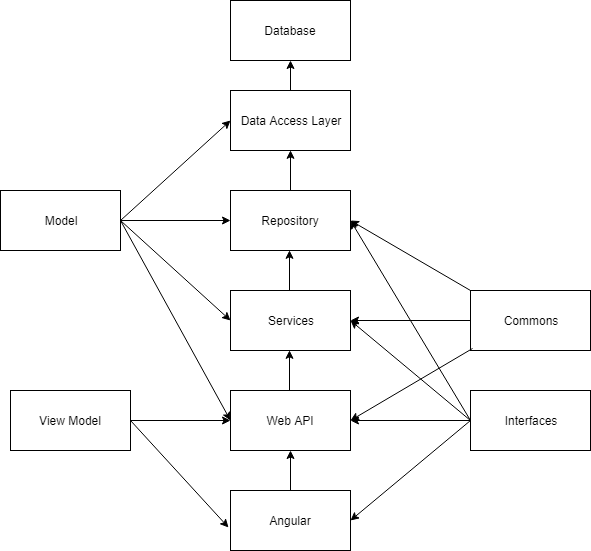 Database
Data Access Layer
Model
Repository
Services
Commons
View Model
Web API
Interfaces
Angular